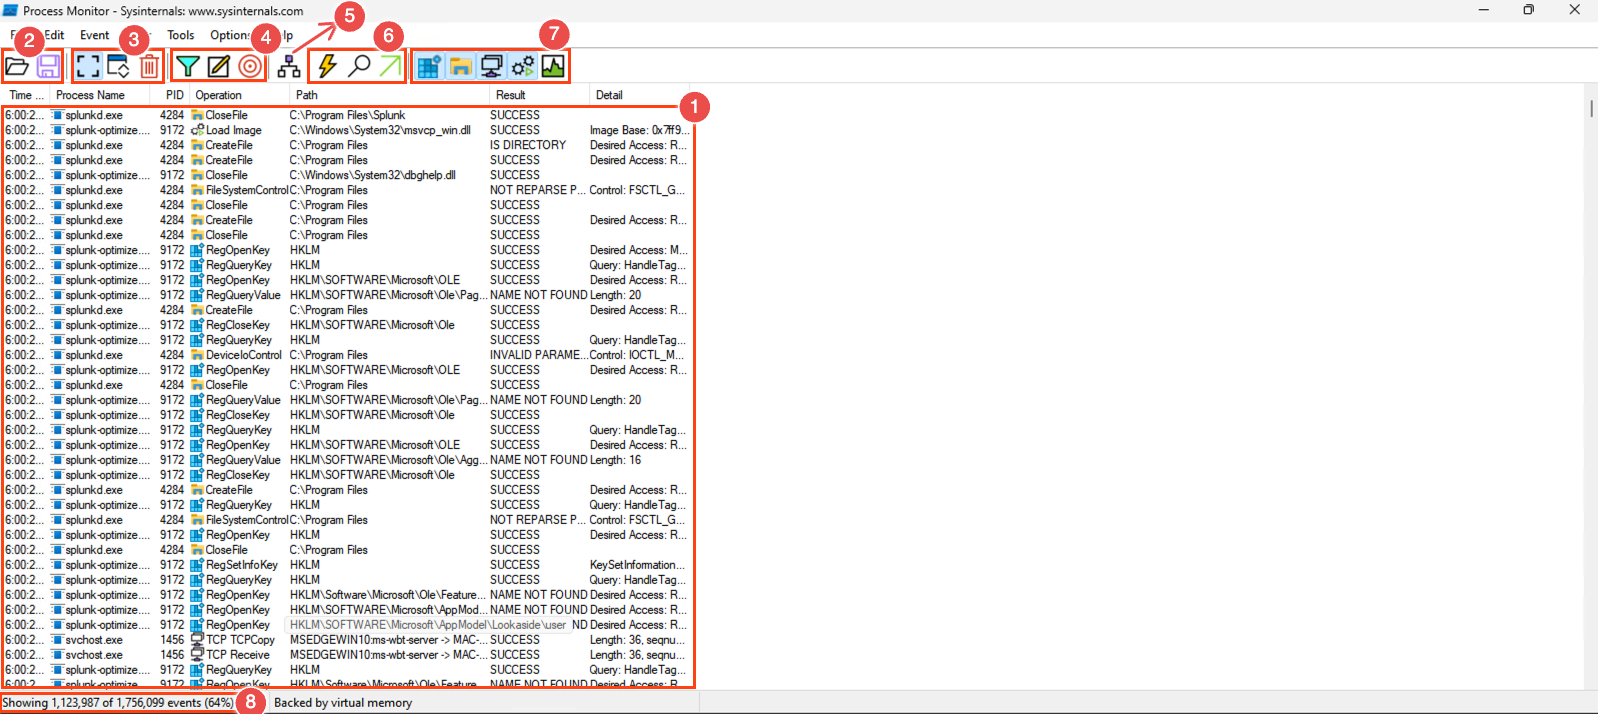 Process Monitor - Sysinternals: www.sysinternals.com
Edit Event Tools Options
2 3 4 5 6 7
Time ... Process Name PID Operation Path Result Detail
1
6:00:2... splunkd.exe 4284 CloseFile C:\Program Files\Splunk SUCCESS
6:00:2... splunk-optimize.... 9172 Load Image C:\Windows\System32\msvcp_win.dll SUCCESS Image Base: 0x7ff9...
6:00:2... splunkd.exe 4284 CreateFile C:\Program Files IS DIRECTORY Desired Access: R...
6:00:2... splunkd.exe 4284 CreateFile C:\Program Files SUCCESS Desired Access: R...
6:00:2... splunk-optimize.... 9172 CloseFile C:\Windows\System32\dbghelp.dll SUCCESS
6:00:2... splunkd.exe 4284 FileSystemControl C:\Program Files NOT REPARSE P... Control: FSCTL_G...
6:00:2... splunkd.exe 4284 CloseFile C:\Program Files SUCCESS
6:00:2... splunkd.exe 4284 CreateFile C:\Program Files SUCCESS Desired Access: R...
6:00:2... splunkd.exe 4284 CloseFile C:\Program Files SUCCESS
6:00:2... splunk-optimize.... 9172 RegOpenKey HKLM SUCCESS Desired Access: M...
6:00:2... splunk-optimize.... 9172 RegQueryKey HKLM SUCCESS Query: HandleTag...
6:00:2... splunk-optimize.... 9172 RegOpenKey HKLM\SOFTWARE\Microsoft\OLE SUCCESS Desired Access: R...
6:00:2... splunk-optimize.... 9172 RegQueryValue HKLM\SOFTWARE\Microsoft\Ole\Pag... NAME NOT FOUND Length: 20
6:00:2... splunkd.exe 4284 CreateFile C:\Program Files SUCCESS Desired Access: R...
6:00:2... splunk-optimize.... 9172 RegCloseKey HKLM\SOFTWARE\Microsoft\Ole SUCCESS
6:00:2... splunk-optimize.... 9172 RegQueryKey HKLM SUCCESS Query: HandleTag...
6:00:2... splunkd.exe 4284 DeviceIoControl C:\Program Files INVALID PARAME... Control: IOCTL_M...
6:00:2... splunk-optimize.... 9172 RegOpenKey HKLM\SOFTWARE\Microsoft\OLE SUCCESS Desired Access: R...
6:00:2... splunkd.exe 4284 CloseFile C:\Program Files SUCCESS
6:00:2... splunk-optimize.... 9172 RegQueryValue HKLM\SOFTWARE\Microsoft\Ole\Pag... NAME NOT FOUND Length: 20
6:00:2... splunk-optimize.... 9172 RegCloseKey HKLM\SOFTWARE\Microsoft\Ole SUCCESS
6:00:2... splunk-optimize.... 9172 RegQueryKey HKLM SUCCESS Query: HandleTag...
6:00:2... splunk-optimize.... 9172 RegOpenKey HKLM\SOFTWARE\Microsoft\OLE SUCCESS Desired Access: R...
6:00:2... splunk-optimize.... 9172 RegQueryValue HKLM\SOFTWARE\Microsoft\Ole\Agg... NAME NOT FOUND Length: 16
6:00:2... splunk-optimize.... 9172 RegCloseKey HKLM\SOFTWARE\Microsoft\Ole SUCCESS
6:00:2... splunkd.exe 4284 CreateFile C:\Program Files SUCCESS Desired Access: R...
6:00:2... splunk-optimize.... 9172 RegQueryKey HKLM SUCCESS Query: HandleTag...
6:00:2... splunkd.exe 4284 FileSystemControl C:\Program Files NOT REPARSE P... Control: FSCTL_G...
6:00:2... splunk-optimize.... 9172 RegOpenKey HKLM SUCCESS Desired Access: R...
6:00:2... splunkd.exe 4284 CloseFile C:\Program Files SUCCESS
6:00:2... splunk-optimize.... 9172 RegSetInfoKey HKLM SUCCESS KeySetInformation...
6:00:2... splunk-optimize.... 9172 RegQueryKey HKLM SUCCESS Query: HandleTag...
6:00:2... splunk-optimize.... 9172 RegOpenKey HKLM\Software\Microsoft\Ole\Feature... NAME NOT FOUND Desired Access: R...
6:00:2... splunk-optimize.... 9172 RegOpenKey HKLM\SOFTWARE\Microsoft\AppMod... NAME NOT FOUND Desired Access: R...
6:00:2... splunk-optimize.... 9172 RegOpenKey HKLM\SOFTWARE\Microsoft\AppModel\Lookaside\user ND Desired Access: R...
6:00:2... svchost.exe 1456 TCP TCPCopy MSEDGEWIN10:ms-wbt-server -> MAC-... SUCCESS Length: 36, seqnu...
6:00:2... svchost.exe 1456 TCP Receive MSEDGEWIN10:ms-wbt-server -> MAC-... SUCCESS Length: 36, seqnu...
6:00:2... splunk-optimize.... 9172 RegQueryKey HKLM SUCCESS Query: HandleTag...
6:00:2... splunk-optimize.... 9172 RegOpenKey HKLM\Software\Microsoft\Ole\Feature... NAME NOT FOUND Desired Access: R...
Showing 1,123,987 of 1,756,099 events (64%) 8 Backed by virtual memory